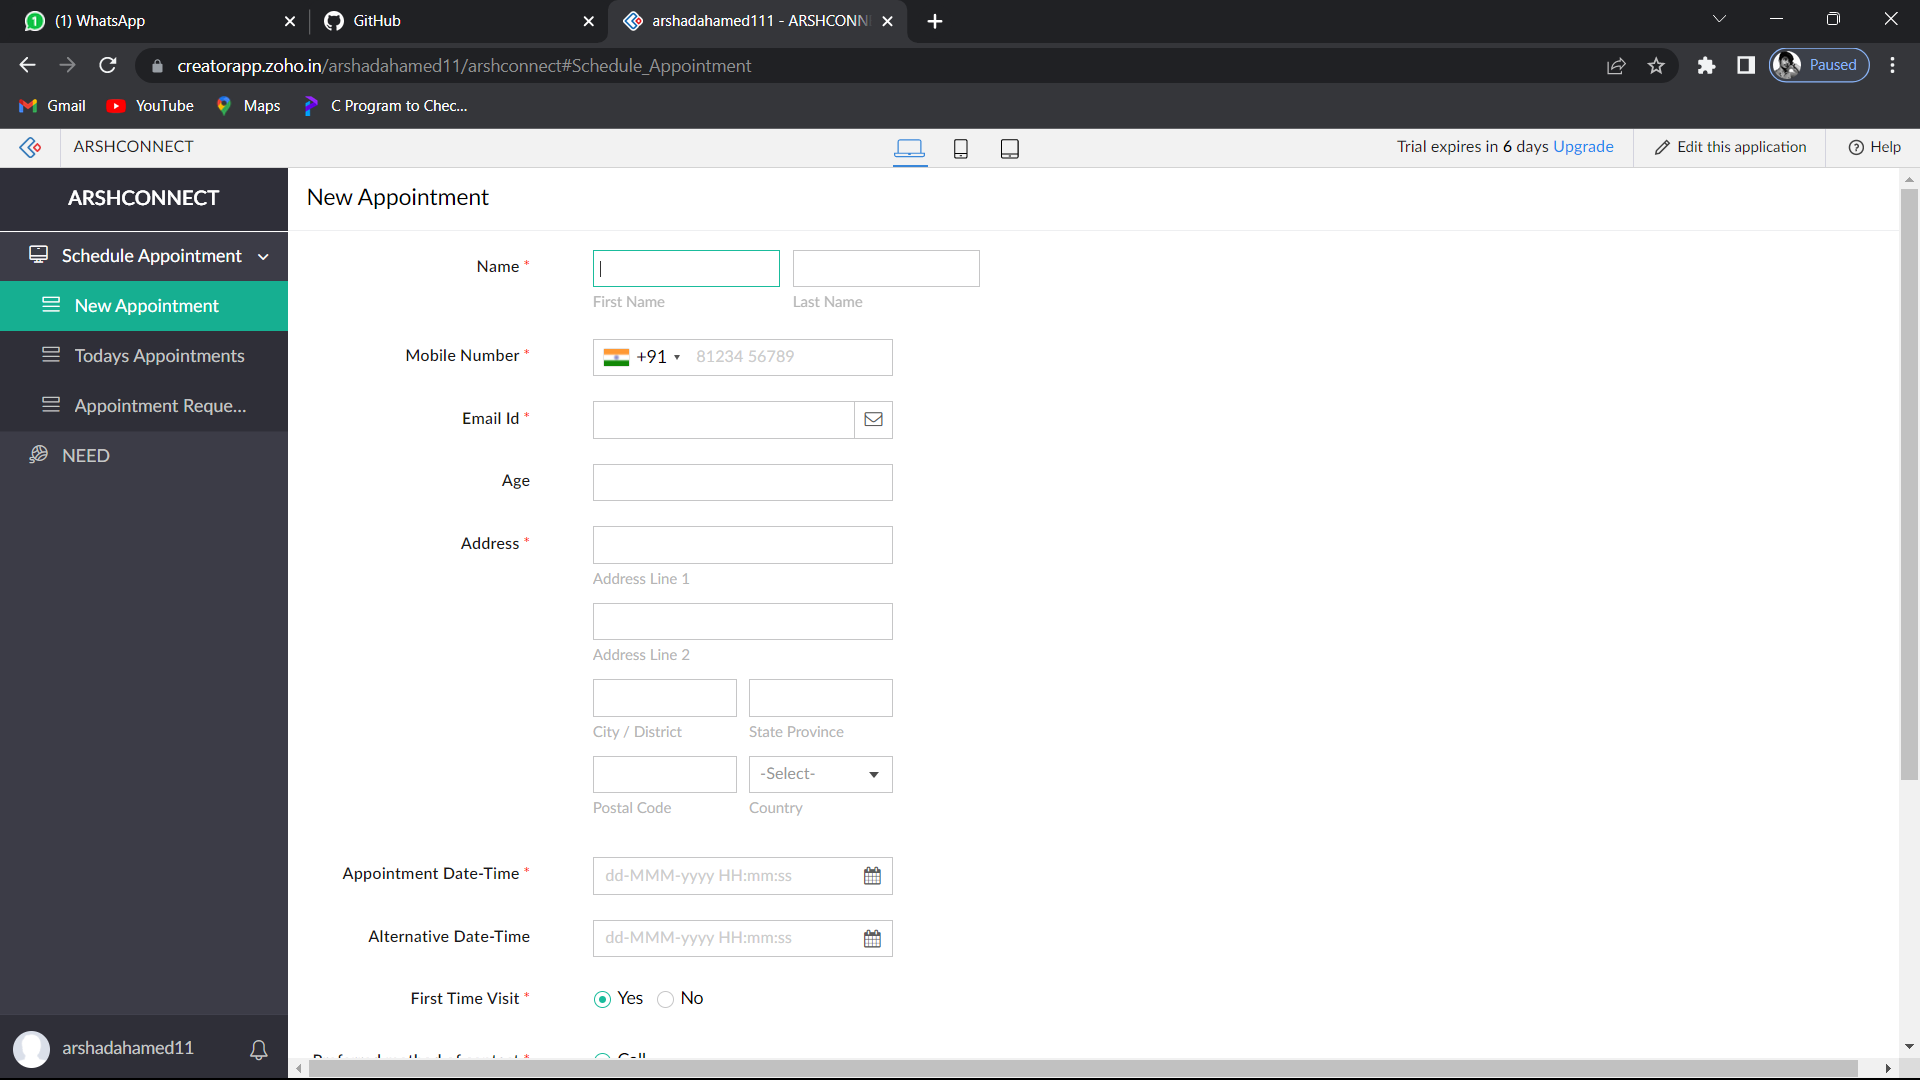 (1) WhatsApp
GitHub
arshadahamed111 - ARSHCONN
creatorapp.zoho.in/arshadahamed11/arshconnect#Schedule_Appointment
Paused
Gmail
YouTube
Maps
C Program to Chec...
ARSHCONNECT
Trial expires in 6 days Upgrade
Edit this application
Help
ARSHCONNECT
Schedule Appointment
New Appointment
Todays Appointments
Appointment Reque...
NEED
arshadahamed11
New Appointment
Name *
First Name
Last Name
Mobile Number *
+91 81234 56789
Email Id *
Age
Address *
Address Line 1
Address Line 2
City / District
State Province
-Select-
Postal Code
Country
Appointment Date-Time *
dd-MMM-yyyy HH:mm:ss
Alternative Date-Time
dd-MMM-yyyy HH:mm:ss
First Time Visit *
Yes
No
Call